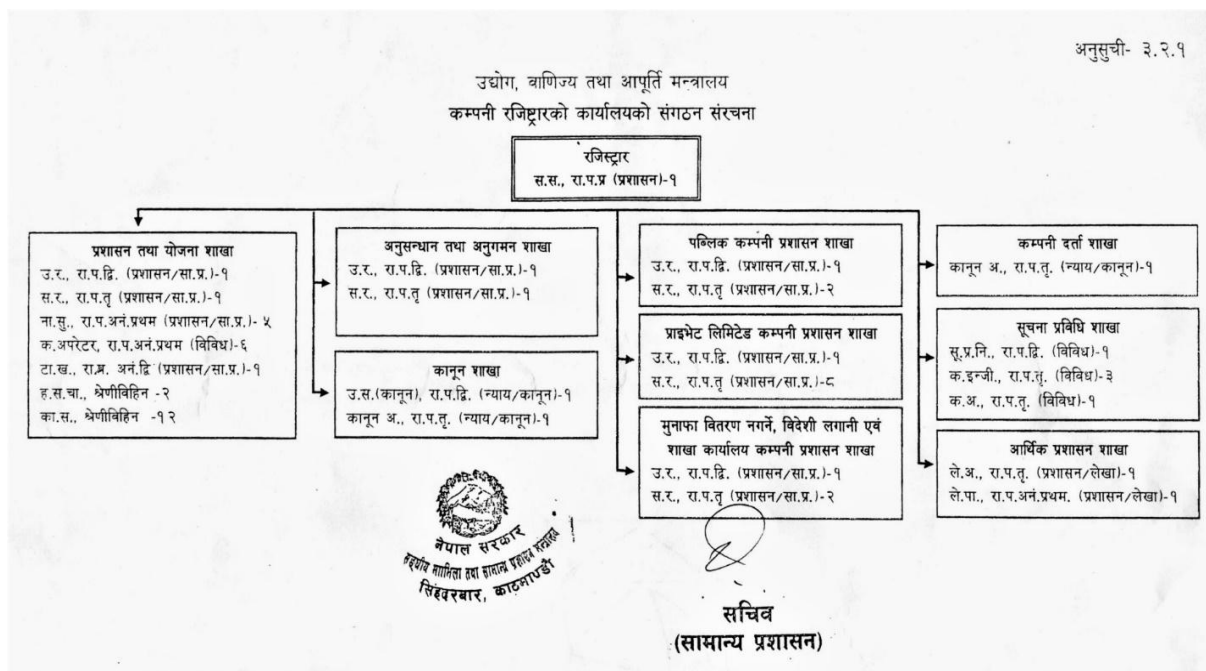 अनुसुची- ३.२.१
उद्योग, वाणिज्य तथा आपूर्ति मन्त्रालय
कम्पनी रजिष्ट्रारको कार्यालयको संगठन संरचना
रजिस्ट्रार
स.स., रा.प.प्र (प्रशासन)-१
प्रशासन तथा योजना शाखा
उ.र., रा.प.द्वि. (प्रशासन/सा.प्र.)-१
स.र., रा.प.तृ (प्रशासन/सा.प्र.)-१
ना.सु., रा.प.अनं.प्रथम (प्रशासन/सा.प्र.)- ५
क.अपरेटर, रा.प.अनं.प्रथम (विविध)-६
टा.ख., रा.प्र. अनं.द्वि (प्रशासन/सा.प्र.)-१
ह.स.चा., श्रेणीविहिन -२
का.स., श्रेणीविहिन -१२
अनुसन्धान तथा अनुगमन शाखा
उ.र., रा.प.द्वि. (प्रशासन/सा.प्र.)-१
स.र., रा.प.तृ (प्रशासन/सा.प्र.)-१
कानून शाखा
उ.स.(कानून), रा.प.द्वि. (न्याय/कानून)-१
कानून अ., रा.प.तृ. (न्याय/कानून)-१
पब्लिक कम्पनी प्रशासन शाखा
उ.र., रा.प.द्वि. (प्रशासन/सा.प्र.)-१
स.र., रा.प.तृ (प्रशासन/सा.प्र.)-२
प्राइभेट लिमिटेड कम्पनी प्रशासन शाखा
उ.र., रा.प.द्वि. (प्रशासन/सा.प्र.)-१
स.र., रा.प.तृ (प्रशासन/सा.प्र.)-८
मुनाफा वितरण नगर्ने, विदेशी लगानी एवं
शाखा कार्यालय कम्पनी प्रशासन शाखा
उ.र., रा.प.द्वि. (प्रशासन/सा.प्र.)-१
स.र., रा.प.तृ (प्रशासन/सा.प्र.)-२
कम्पनी दर्ता शाखा
कानून अ., रा.प.तृ. (न्याय/कानून)-१
सूचना प्रविधि शाखा
सू.प्र.नि., रा.प.द्वि. (विविध)-१
क.इन्जी., रा.प.तृ. (विविध)-३
क.अ., रा.प.तृ. (विविध)-१
आर्थिक प्रशासन शाखा
ले.अ., रा.प.तृ. (प्रशासन/लेखा)-१
ले.पा., रा.प.अनं.प्रथम. (प्रशासन/लेखा)-१
नेपाल सरकार
तथा सामान्य प्रशासन मन्त्रालय
सिंहदरबार, काठमाण्डौ
सचिव
(सामान्य प्रशासन)